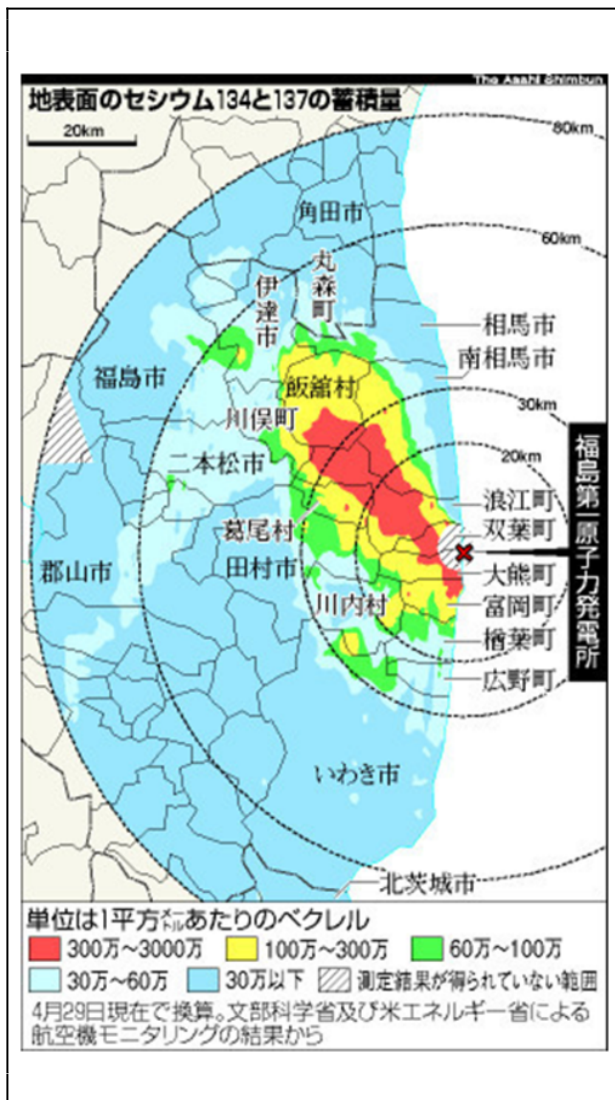 The Asahi Shimbun
地表面のセシウム134と137の蓄積量
20km
80km
角田市
60km
丸森町
伊達市
相馬市
南相馬市
福島市
飯舘村
30km
川俣町
20km
二本松市
浪江町
葛尾村
双葉町
郡山市
田村市
大熊町
川内村
富岡町
楢葉町
広野町
福島第一原子力発電所
いわき市
北茨城市
単位は1平方メートルあたりのベクレル
300万~3000万 100万~300万 60万~100万
30万~60万 30万以下 測定結果が得られていない範囲
4月29日現在で換算。文部科学省及び米エネルギー省による
航空機モニタリングの結果から